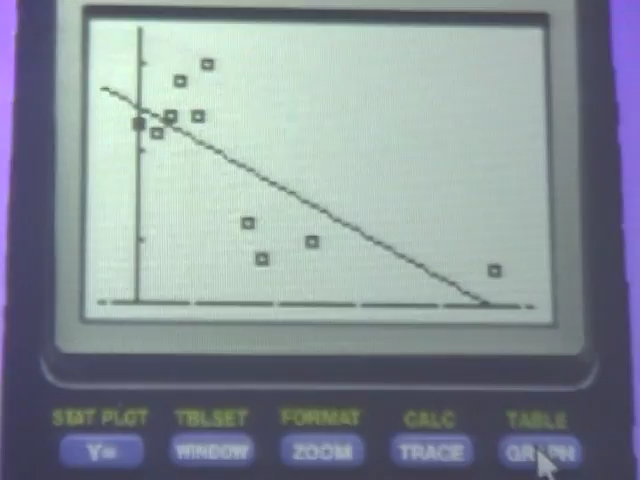 STAT PLOT TBLSET FORMAT CALC TABLE
Y= WINDOW ZOOM TRACE GRAPH